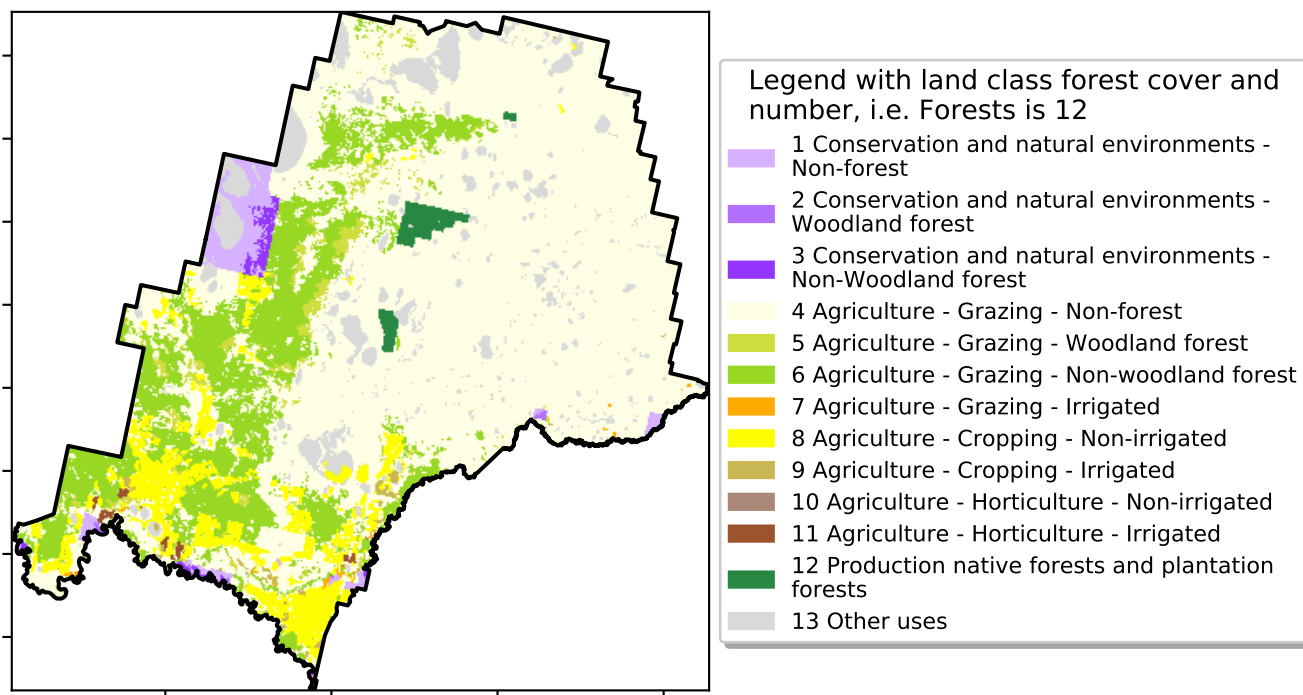 Legend with land class forest cover and
number, i.e. Forests is 12
1 Conservation and natural environments -
Non-forest
2 Conservation and natural environments -
Woodland forest
3 Conservation and natural environments -
Non-Woodland forest
4 Agriculture - Grazing - Non-forest
5 Agriculture - Grazing - Woodland forest
6 Agriculture - Grazing - Non-woodland forest
7 Agriculture - Grazing - Irrigated
8 Agriculture - Cropping - Non-irrigated
9 Agriculture - Cropping - Irrigated
10 Agriculture - Horticulture - Non-irrigated
11 Agriculture - Horticulture - Irrigated
12 Production native forests and plantation
forests
13 Other uses